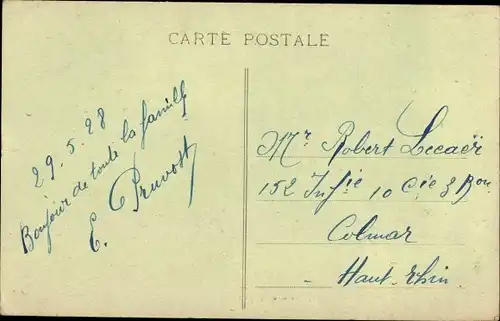 CARTE POSTALE
29.5.28
Bonjour de toute la famille
E. Pruvost
Mr Robert Lecaër
152 Infie 10 Cie 3 Bon
Colmar
Haut-Rhin